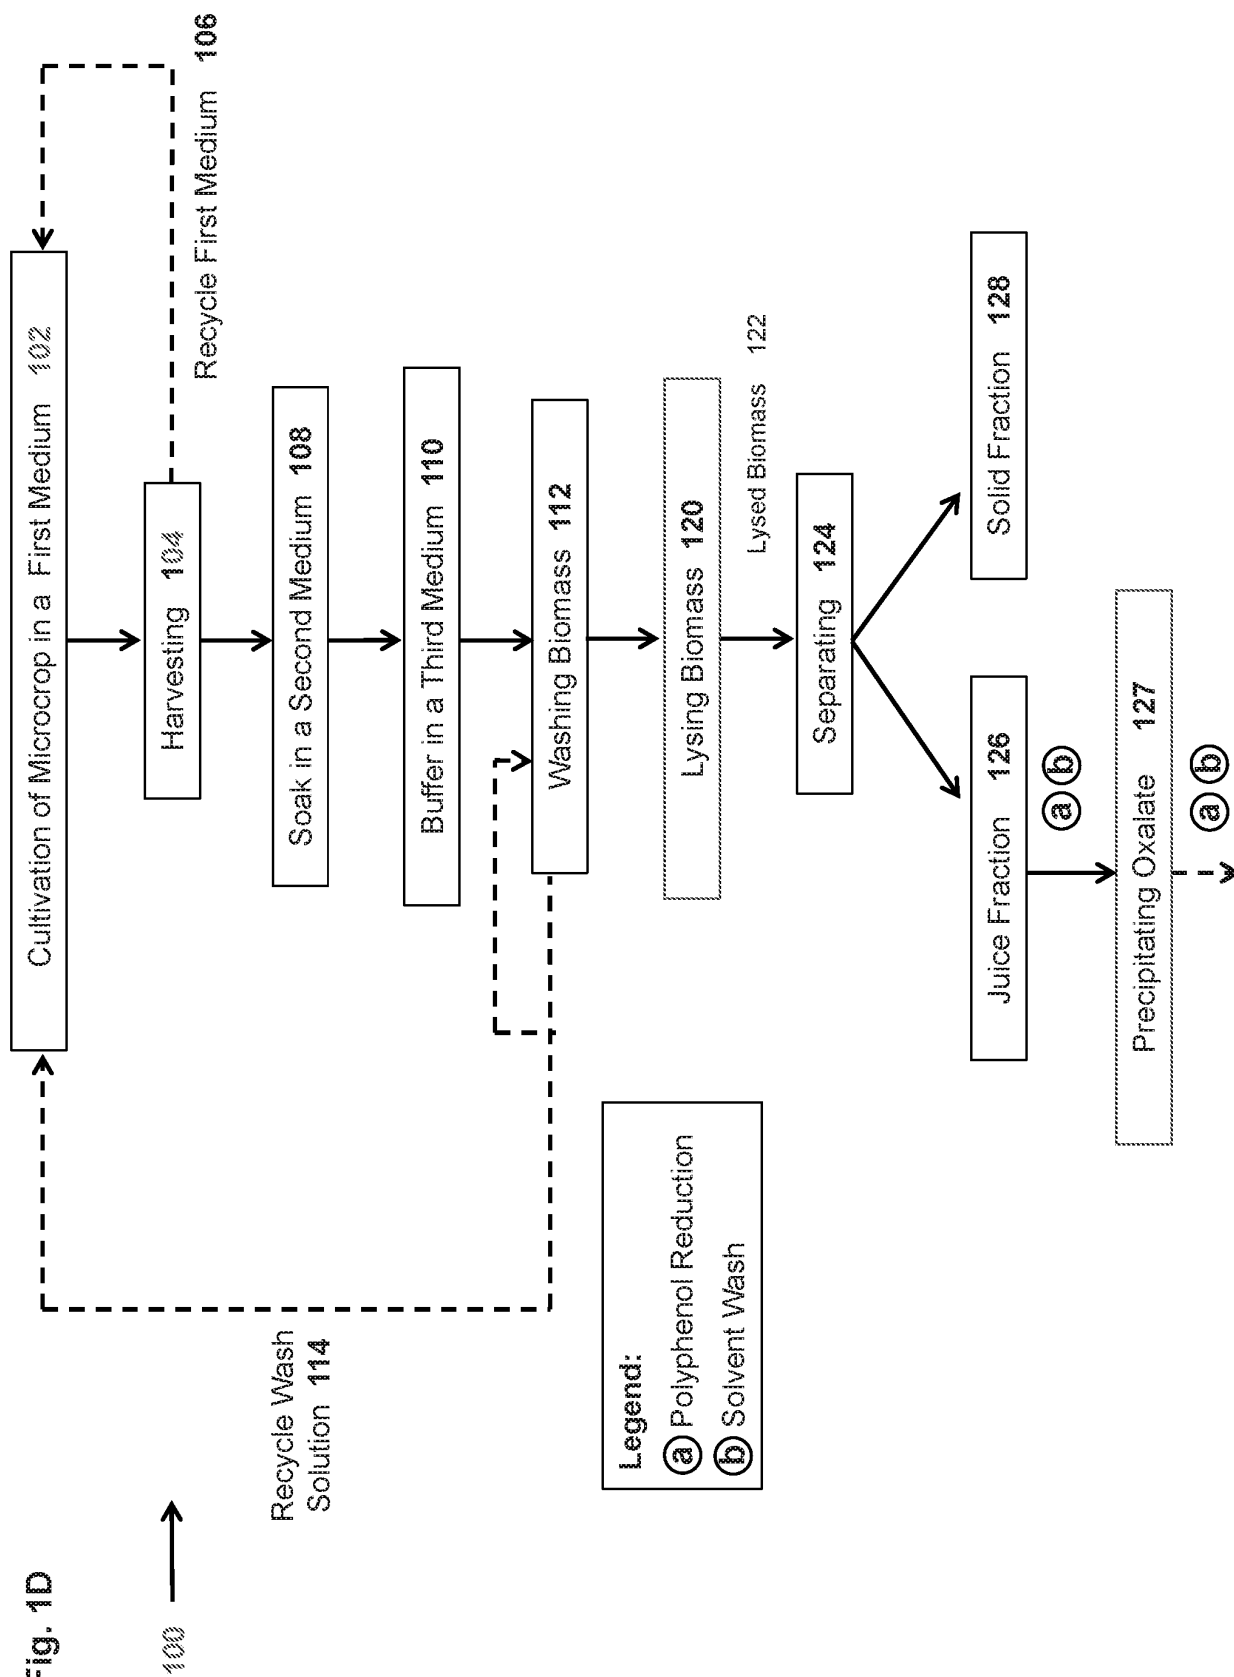 Fig. 1D
100
Cultivation of Microcrop in a First Medium 102
Harvesting 104
Recycle First Medium 106
Soak in a Second Medium 108
Buffer in a Third Medium 110
Recycle Wash
Solution 114
Washing Biomass 112
Lysing Biomass 120
Lysed Biomass 122
Separating 124
Juice Fraction 126
Solid Fraction 128
a b
Precipitating Oxalate 127
a b
Legend:
a Polyphenol Reduction
b Solvent Wash